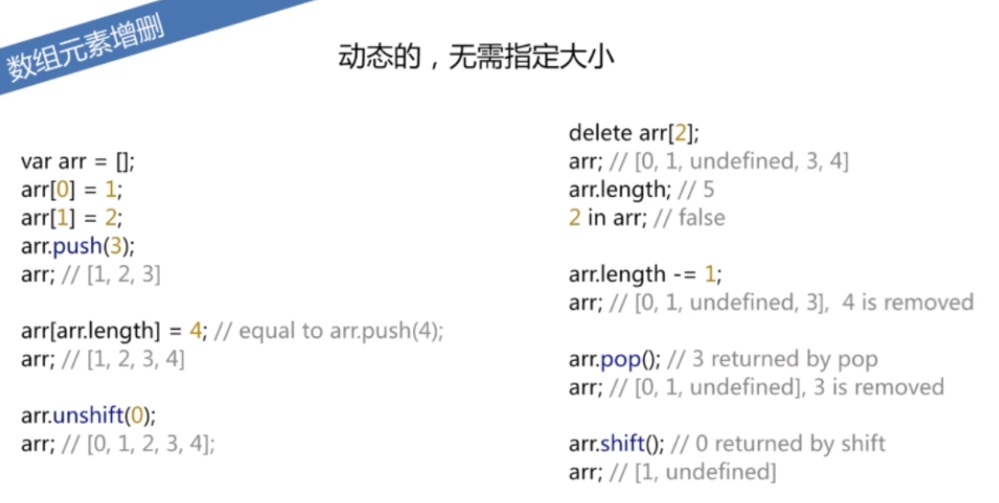 数组元素增删
动态的，无需指定大小
var arr = [];
arr[0] = 1;
arr[1] = 2;
arr.push(3);
arr; // [1, 2, 3]
arr[arr.length] = 4; // equal to arr.push(4);
arr; // [1, 2, 3, 4]
arr.unshift(0);
arr; // [0, 1, 2, 3, 4];
delete arr[2];
arr; // [0, 1, undefined, 3, 4]
arr.length; // 5
2 in arr; // false
arr.length -= 1;
arr; // [0, 1, undefined, 3],  4 is removed
arr.pop(); // 3 returned by pop
arr; // [0, 1, undefined], 3 is removed
arr.shift(); // 0 returned by shift
arr; // [1, undefined]